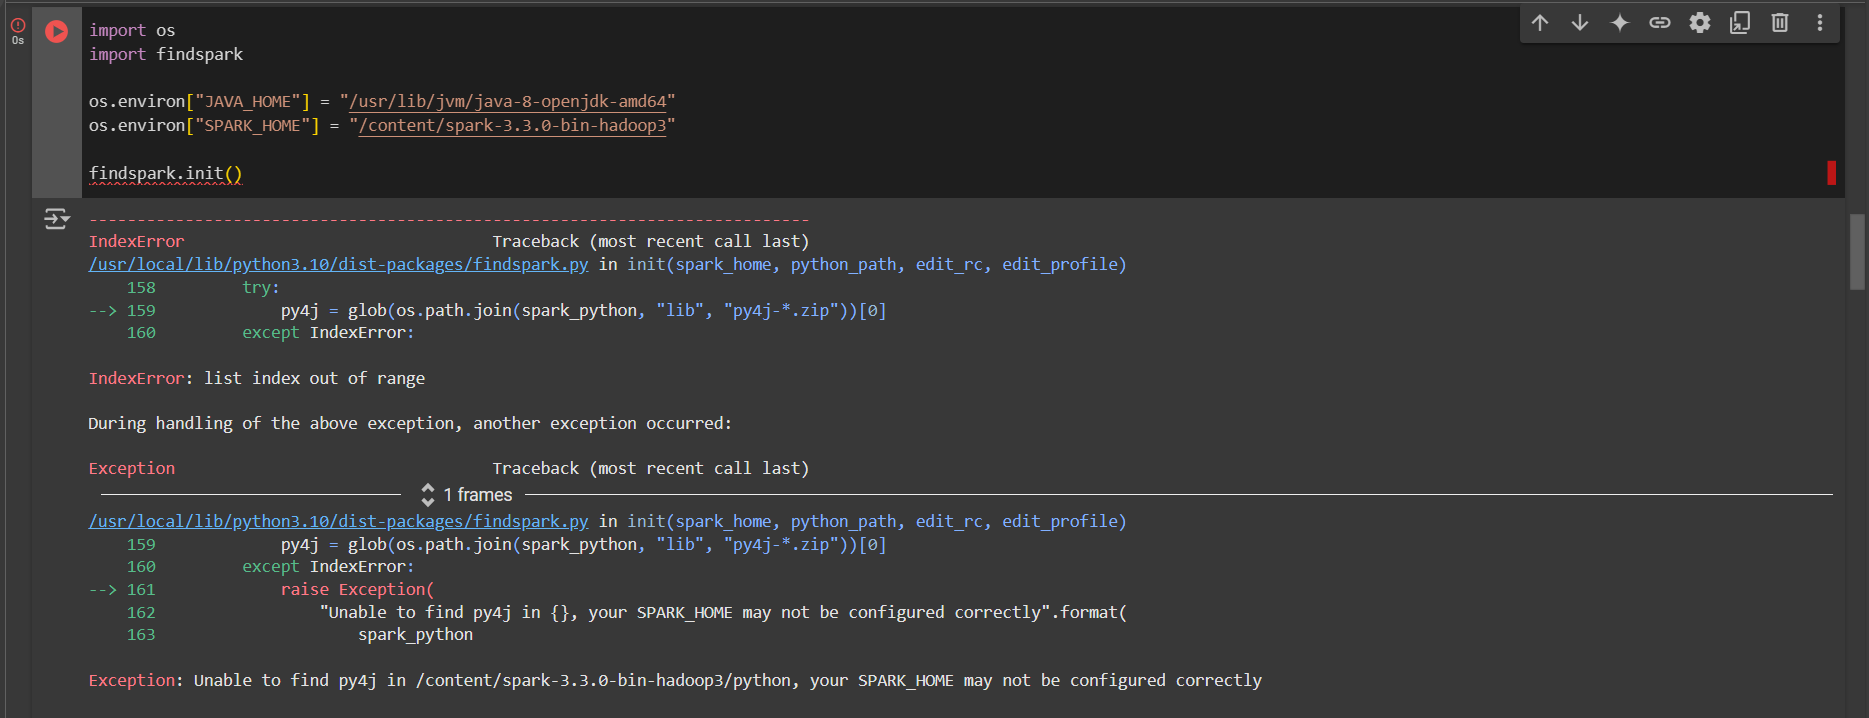 0s
import os
import findspark
os.environ["JAVA_HOME"] = "/usr/lib/jvm/java-8-openjdk-amd64"
os.environ["SPARK_HOME"] = "/content/spark-3.3.0-bin-hadoop3"
findspark.init()
---------------------------------------------------------------------------
IndexError                                Traceback (most recent call last)
/usr/local/lib/python3.10/dist-packages/findspark.py in init(spark_home, python_path, edit_rc, edit_profile)
    158         try:
--> 159             py4j = glob(os.path.join(spark_python, "lib", "py4j-*.zip"))[0]
    160         except IndexError:
IndexError: list index out of range
During handling of the above exception, another exception occurred:
Exception                                 Traceback (most recent call last)
1 frames
/usr/local/lib/python3.10/dist-packages/findspark.py in init(spark_home, python_path, edit_rc, edit_profile)
    159             py4j = glob(os.path.join(spark_python, "lib", "py4j-*.zip"))[0]
    160         except IndexError:
--> 161             raise Exception(
    162                 "Unable to find py4j in {}, your SPARK_HOME may not be configured correctly".format(
    163                     spark_python
Exception: Unable to find py4j in /content/spark-3.3.0-bin-hadoop3/python, your SPARK_HOME may not be configured correctly